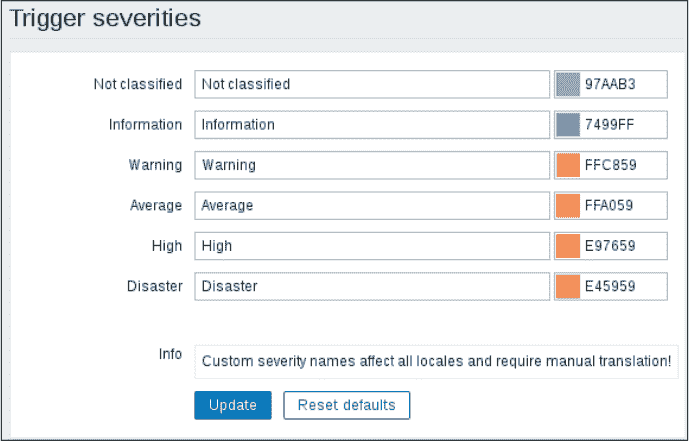 Trigger severities
Not classified Not classified 97AAB3
Information Information 7499FF
Warning Warning FFC859
Average Average FFA059
High High E97659
Disaster Disaster E45959
Info Custom severity names affect all locales and require manual translation!
Update Reset defaults